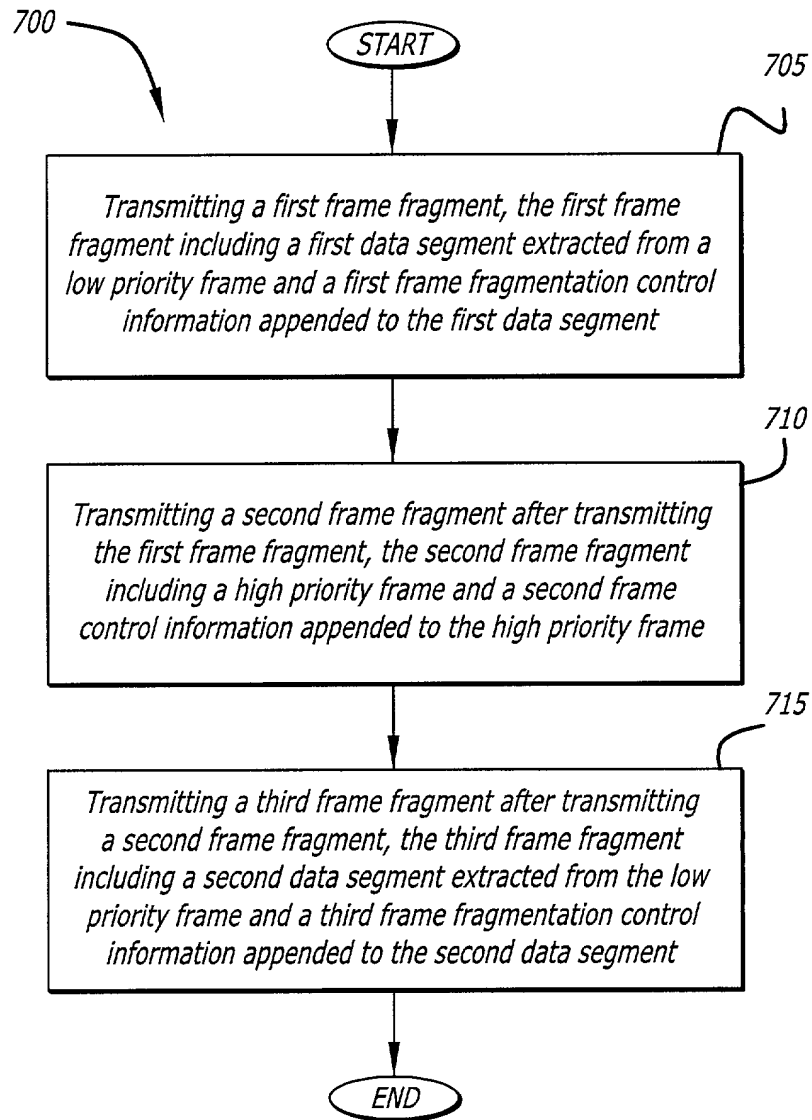 700
START
705
Transmitting a first frame fragment, the first frame
fragment including a first data segment extracted from a
low priority frame and a first frame fragmentation control
information appended to the first data segment
710
Transmitting a second frame fragment after transmitting
the first frame fragment, the second frame fragment
including a high priority frame and a second frame
control information appended to the high priority frame
715
Transmitting a third frame fragment after transmitting
a second frame fragment, the third frame fragment
including a second data segment extracted from the low
priority frame and a third frame fragmentation control
information appended to the second data segment
END